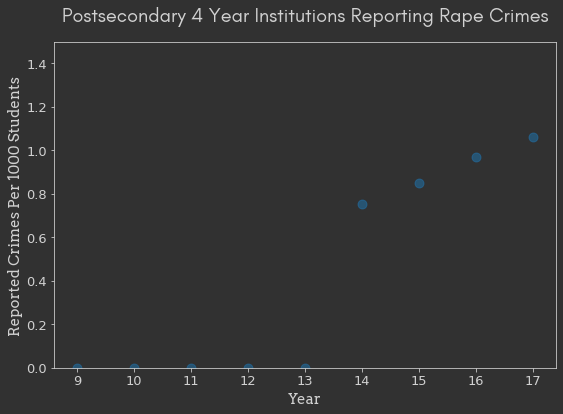 Postsecondary 4 Year Institutions Reporting Rape Crimes
Reported Crimes Per 1000 Students
1.4
1.2
1.0
0.8
0.6
0.4
0.2
0.0
9 10 11 12 13 14 15 16 17
Year